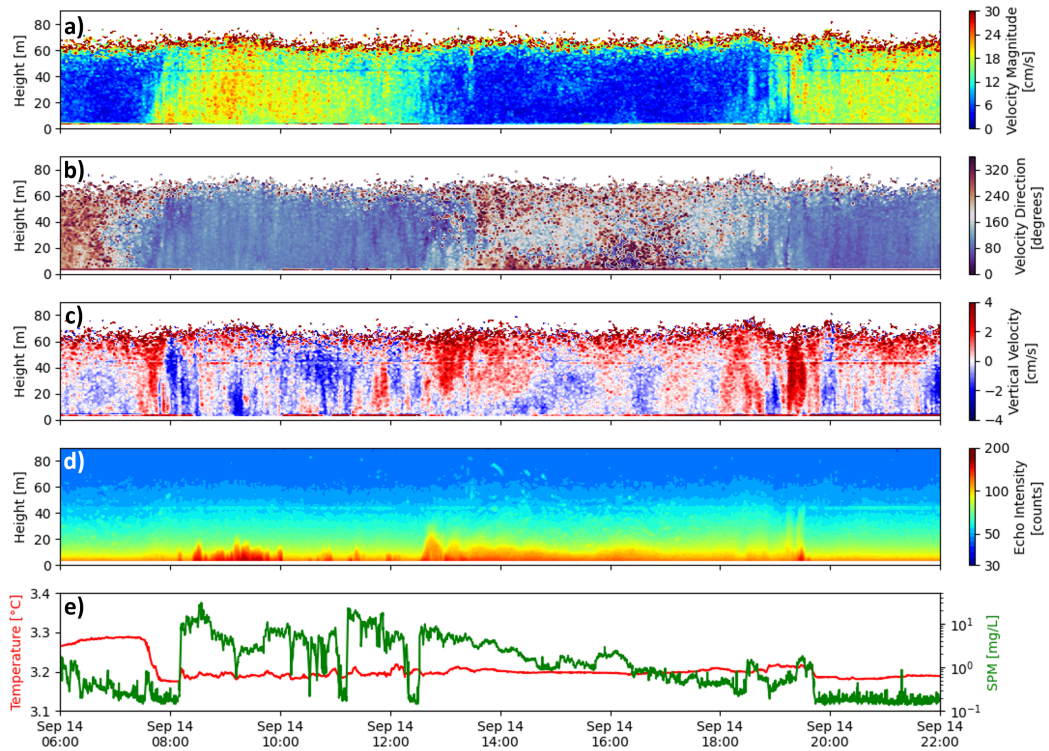 a)
80
60
40
20
0
Height [m]
30
24
18
12
6
0
Velocity Magnitude
[cm/s]
b)
80
60
40
20
0
Height [m]
320
240
160
80
0
Velocity Direction
[degrees]
c)
80
60
40
20
0
Height [m]
4
2
0
−2
−4
Vertical Velocity
[cm/s]
d)
80
60
40
20
0
Height [m]
200
100
50
30
Echo Intensity
[counts]
e)
3.4
3.3
3.2
3.1
Temperature [°C]
10¹
10⁰
10⁻¹
SPM [mg/L]
Sep 14 Sep 14 Sep 14 Sep 14 Sep 14 Sep 14 Sep 14 Sep 14 Sep 14
06:00 08:00 10:00 12:00 14:00 16:00 18:00 20:00 22:00